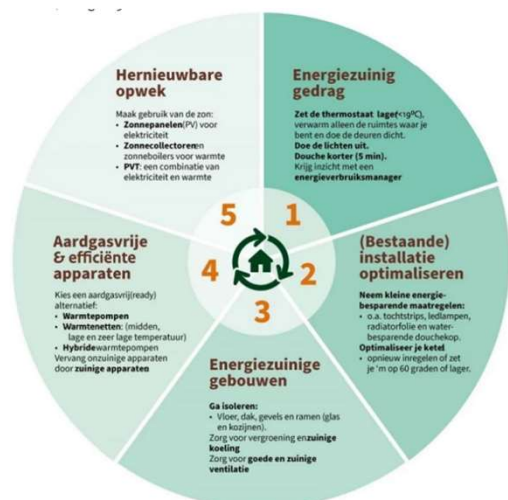 Hernieuwbare
opwek
Maak gebruik van de zon:
• Zonnepanelen(PV) voor
elektriciteit
• Zonnecollectorenen
zonneboilers voor warmte
• PVT: een combinatie van
elektriciteit en warmte
5
Energiezuinig
gedrag
Zet de thermostaat lager(<19°C),
verwarm alleen de ruimtes waar je
bent en doe de deuren dicht.
Doe de lichten uit.
Douche korter (5 min).
Krijg inzicht met een
energieverbruiksmanager
1
(Bestaande)
installatie
optimaliseren
Neem kleine energie-
besparende maatregelen:
• o.a. tochtstrips, ledlampen,
radiatorfolie en water-
besparende douchekop.
Optimaliseer je ketel
• opnieuw inregelen of zet
je 'm op 60 graden of lager.
2
3
Energiezuinige
gebouwen
Ga isoleren:
• Vloer, dak, gevels en ramen (glas
en kozijnen).
Zorg voor vergroening enzuinige
koeling
Zorg voor goede en zuinige
ventilatie
4
Aardgasvrije
& efficiënte
apparaten
Kies een aardgasvrij(ready)
alternatief:
• Warmtepompen
• Warmtenetten: (midden,
lage en zeer lage temperatuur)
• Hybridewarmtepompen
Vervang onzuinige apparaten
door zuinige apparaten